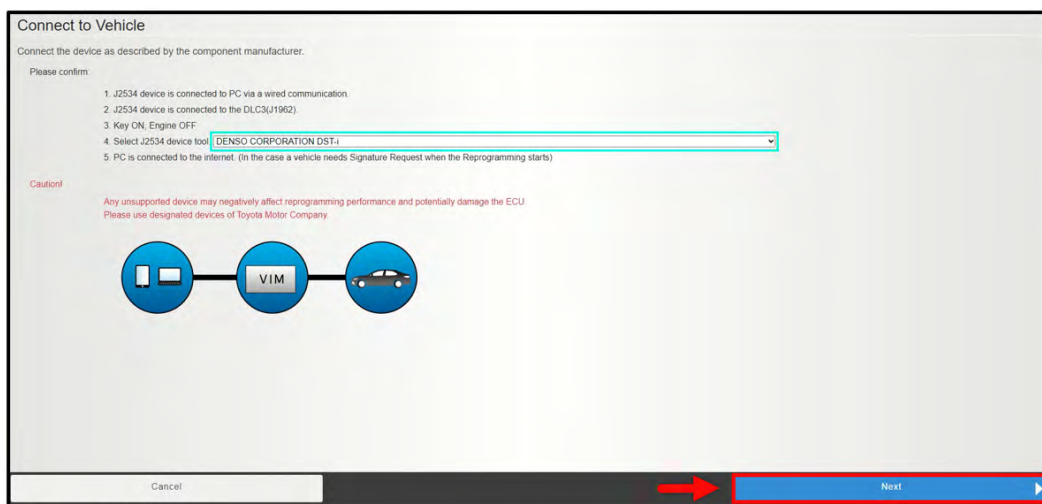 Connect to Vehicle
Connect the device as described by the component manufacturer.
Please confirm:
1. J2534 device is connected to PC via a wired communication.
2. J2534 device is connected to the DLC3(J1962).
3. Key ON, Engine OFF
4. Select J2534 device tool DENSO CORPORATION DST-i
5. PC is connected to the internet. (In the case a vehicle needs Signature Request when the Reprogramming starts)
Caution!
Any unsupported device may negatively affect reprogramming performance and potentially damage the ECU.
Please use designated devices of Toyota Motor Company.
VIM
Cancel
Next